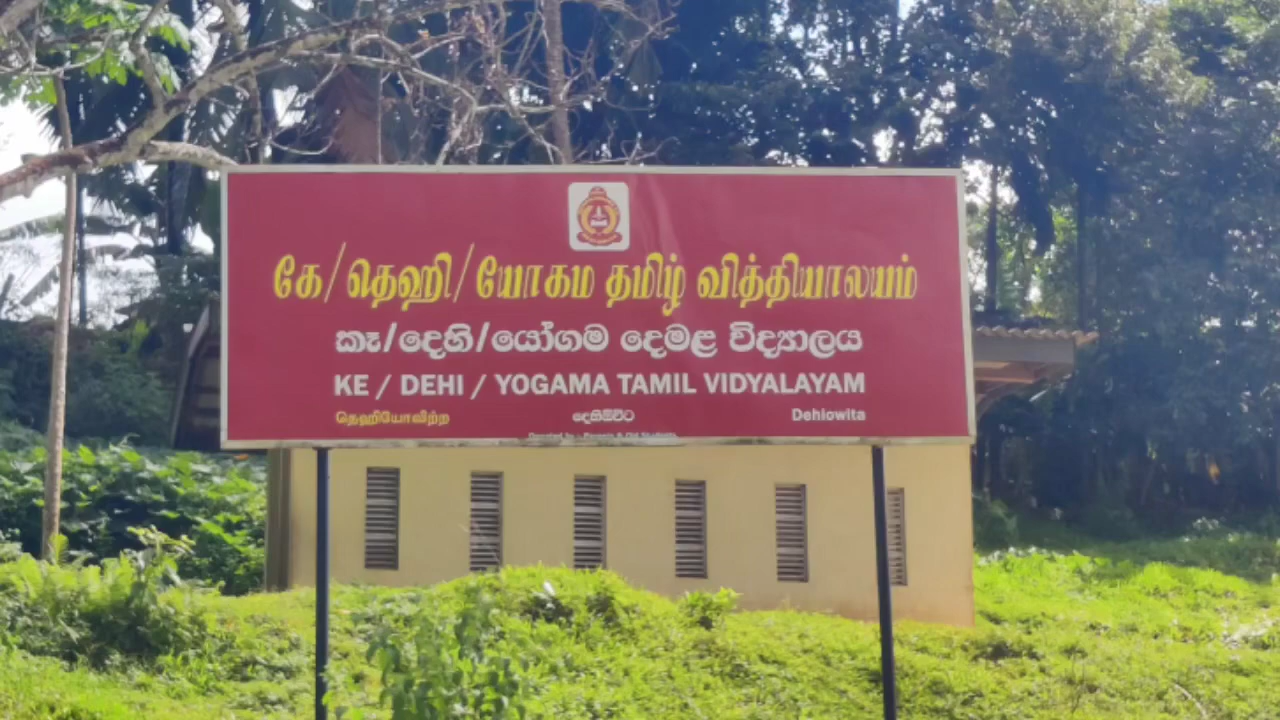 கே/தெஹி/யோகம தமிழ் வித்தியாலயம்
කෑ/දෙහි/යෝගම දෙමළ විද්‍යාලය
KE / DEHI / YOGAMA TAMIL VIDYALAYAM
தெஹியோவிற்ற දෙහිඕවිට Dehiowita